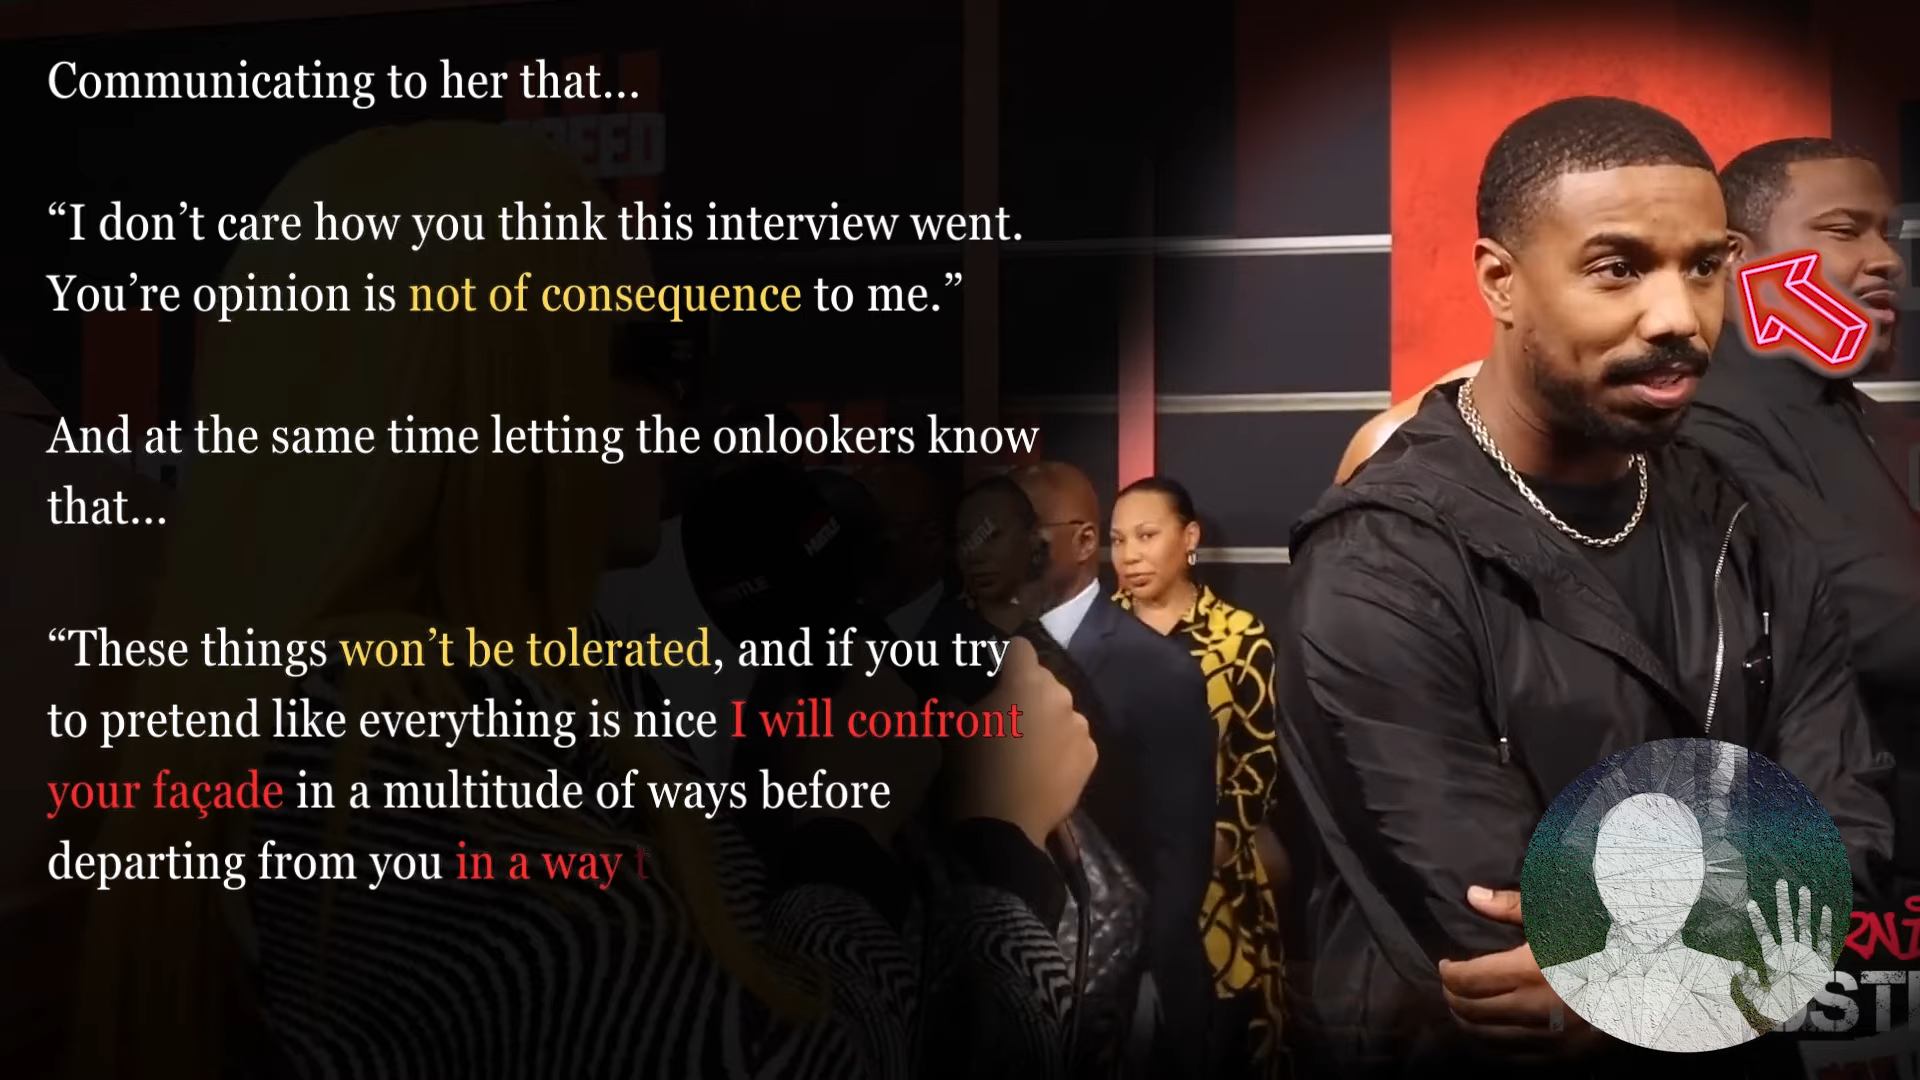 Communicating to her that...
REED
“I don’t care how you think this interview went.
You’re opinion is not of consequence to me.”
And at the same time letting the onlookers know
that...
“These things won’t be tolerated, and if you try
to pretend like everything is nice I will confront
your façade in a multitude of ways before
departing from you in a way t